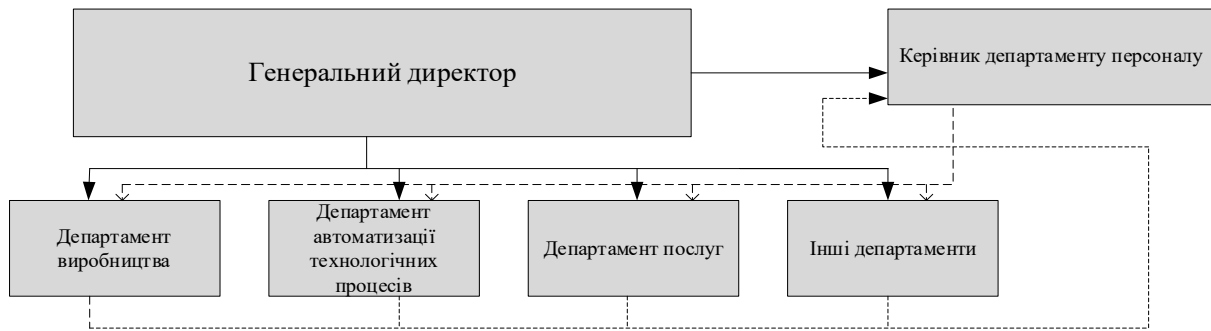 Генеральний директор
Керівник департаменту персоналу
Департамент
виробництва
Департамент
автоматизації
технологічних
процесів
Департамент послуг
Інші департаменти